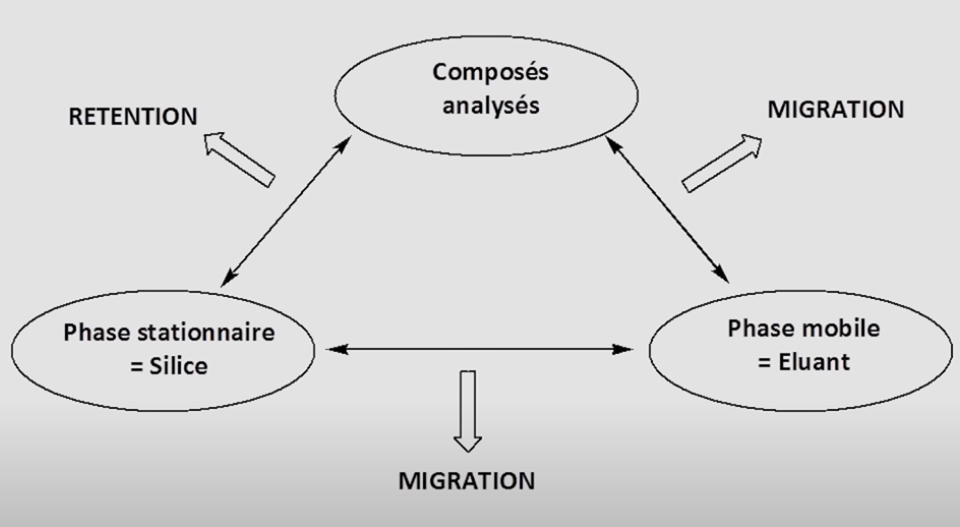 Composés
analysés
RETENTION
MIGRATION
Phase stationnaire
= Silice
Phase mobile
= Eluant
MIGRATION